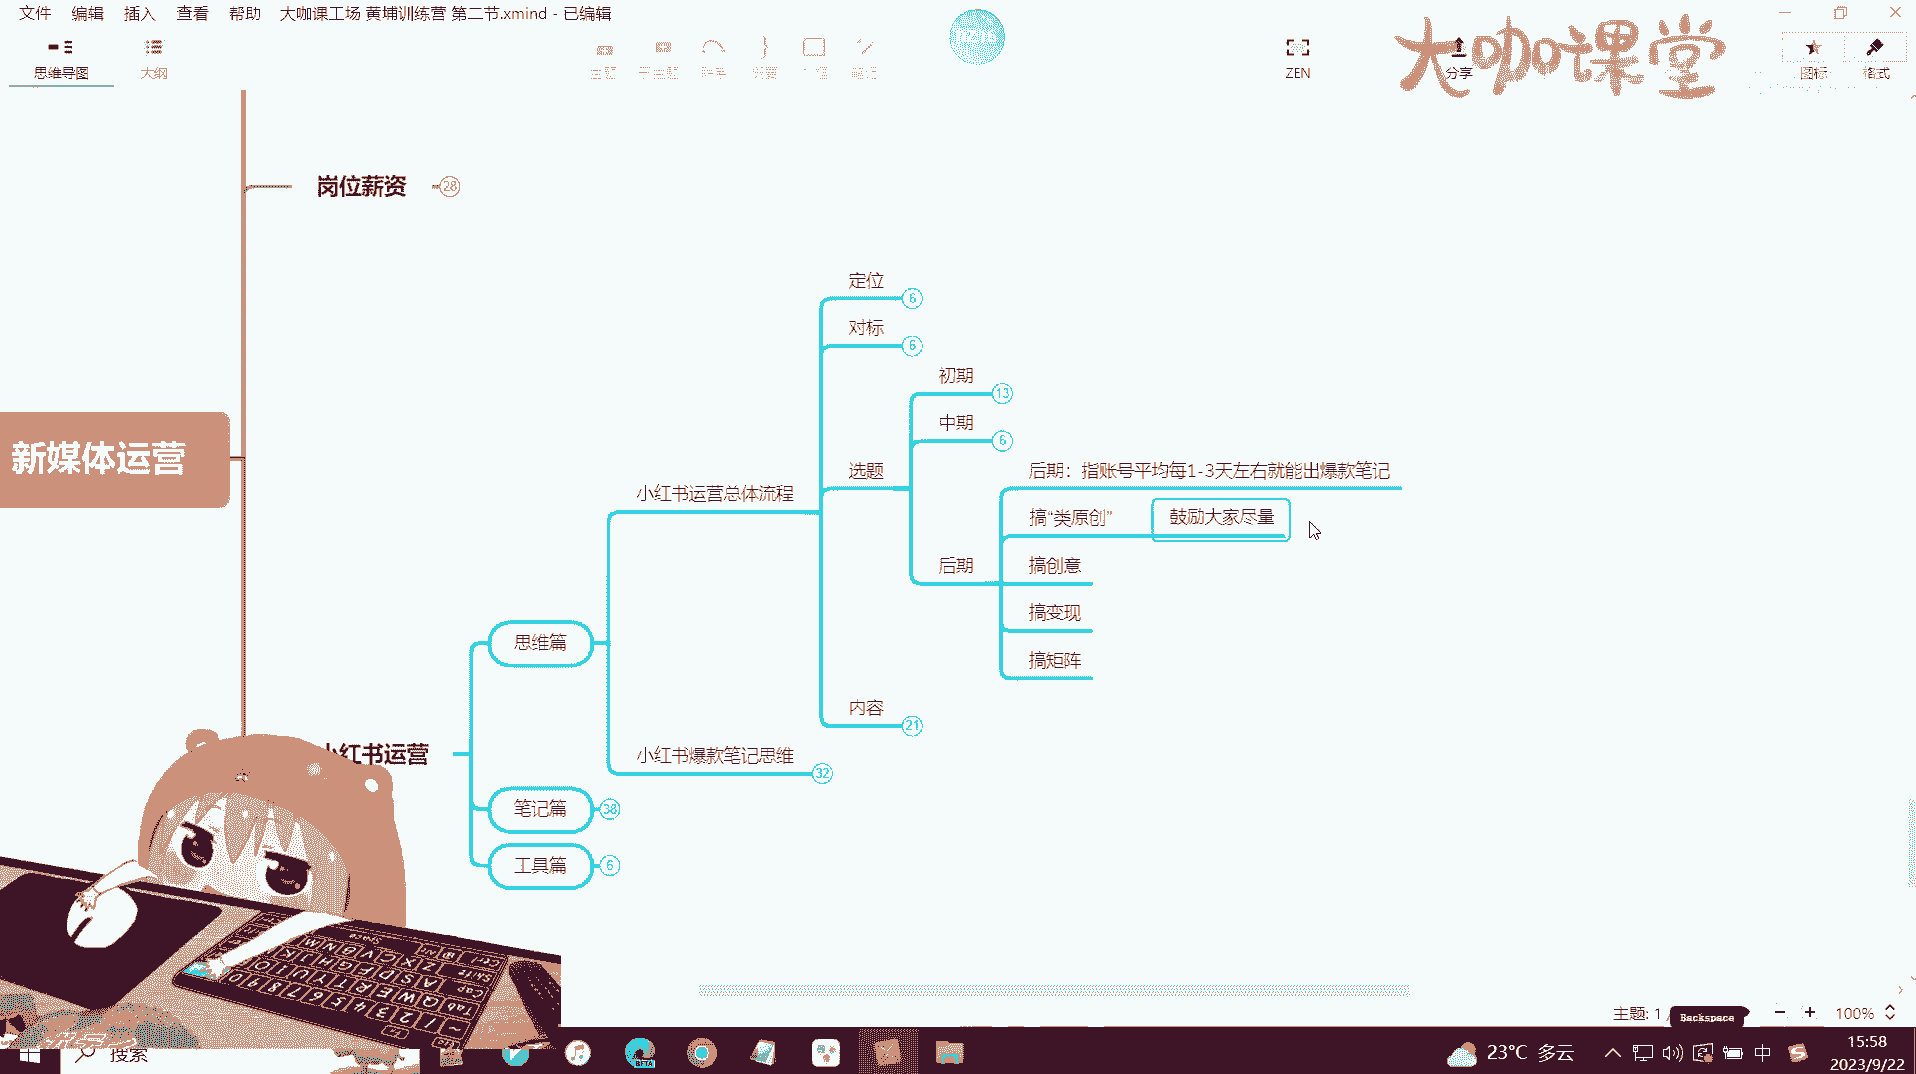 文件 编辑 插入 查看 帮助 大咖课工场 黄埔训练营 第二节.xmind - 已编辑
思维导图
大纲
ZEN
分享
图标
格式
大咖课堂
岗位薪资
28
新媒体运营
定位
6
对标
6
初期
13
中期
6
选题
后期：指账号平均每1-3天左右就能出爆款笔记
小红书运营总体流程
搞“类原创”
鼓励大家尽量
后期
搞创意
搞变现
思维篇
搞矩阵
内容
21
小红书运营
小红书爆款笔记思维
32
笔记篇
38
工具篇
6
主题: 1
Backspace
100%
搜索
BETA
23°C 多云
中
15:58
2023/9/22